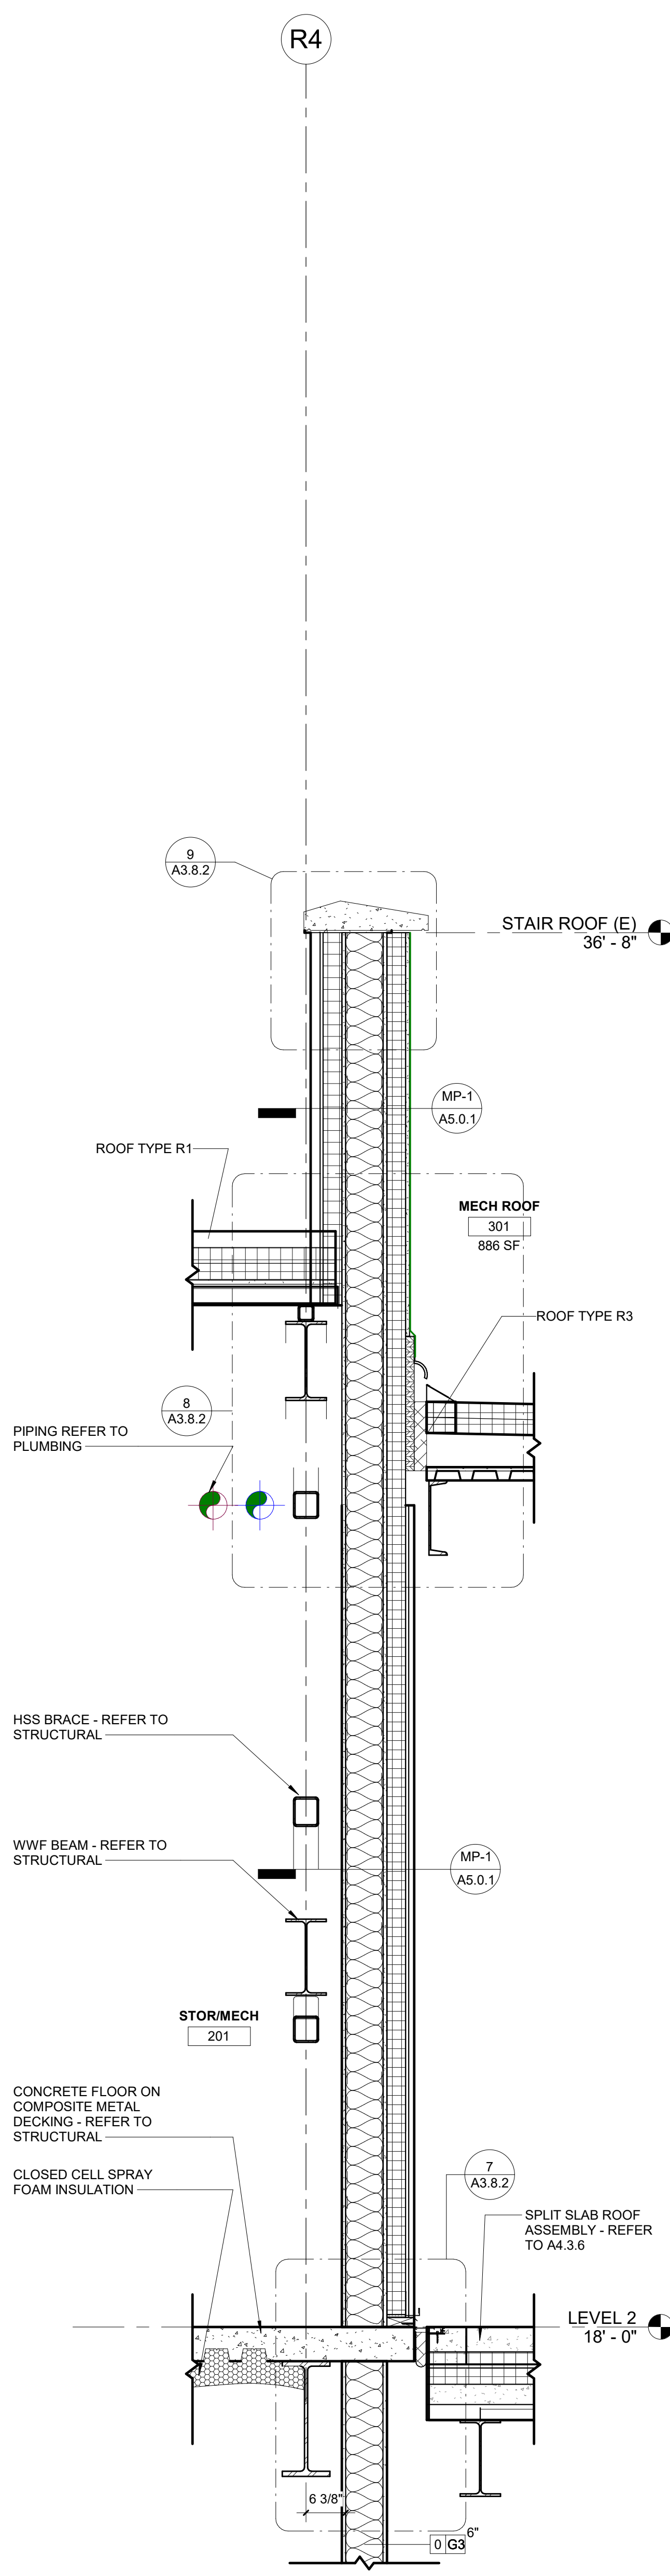 R4
9
A3.8.2
STAIR ROOF (E)
36' - 8"
MP-1
A5.0.1
ROOF TYPE R1
MECH ROOF
301
886 SF
ROOF TYPE R3
8
A3.8.2
PIPING REFER TO
PLUMBING
HSS BRACE - REFER TO
STRUCTURAL
WWF BEAM - REFER TO
STRUCTURAL
MP-1
A5.0.1
STOR/MECH
201
CONCRETE FLOOR ON
COMPOSITE METAL
DECKING - REFER TO
STRUCTURAL
CLOSED CELL SPRAY
FOAM INSULATION
7
A3.8.2
SPLIT SLAB ROOF
ASSEMBLY - REFER
TO A4.3.6
LEVEL 2
18' - 0"
6 3/8"
6"
0 G3